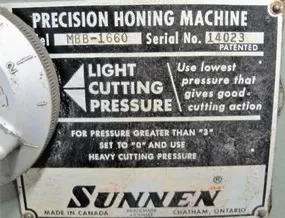 PRECISION HONING MACHINE
el MBB-1660 Serial No. 14023
PATENTED
LIGHT
CUTTING
PRESSURE
Use lowest
pressure that
gives good
cutting action
FOR PRESSURE GREATER THAN "3"
SET TO "0" AND USE
HEAVY CUTTING PRESSURE
SUNNEN ®
MADE IN CANADA CHATHAM, ONTARIO